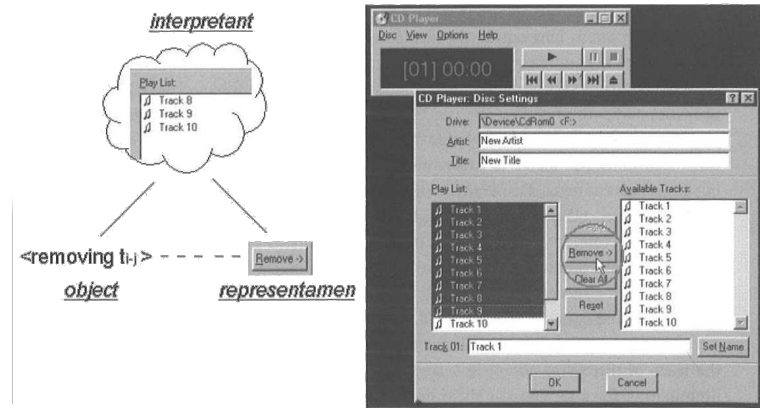 interpretant
Play List:
Track 8
Track 9
Track 10
<removing ti-j>
Remove ->
object
representamen
CD Player
Disc View Options Help
[01] 00:00
CD Player: Disc Settings
Drive: \Device\CdRom0 <F:>
Artist: New Artist
Title: New Title
Play List:
Track 1
Track 2
Track 3
Track 4
Track 5
Track 6
Track 7
Track 8
Track 9
Track 10
Remove ->
Clear All
Reset
Available Tracks:
Track 1
Track 2
Track 3
Track 4
Track 5
Track 6
Track 7
Track 8
Track 9
Track 10
Track 01: Track 1
Set Name
OK
Cancel